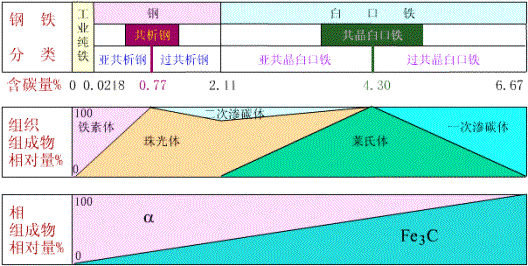 钢 铁
分 类
工业纯铁
钢
共析钢
亚共析钢 过共析钢
白 口 铁
共晶白口铁
亚共晶白口铁 过共晶白口铁
含碳量% 0 0.0218 0.77 2.11 4.30 6.67
组织
组成物
相对量%
100
0
铁素体
珠光体
二次渗碳体
莱氏体
一次渗碳体
相
组成物
相对量%
100
0
α
Fe3C